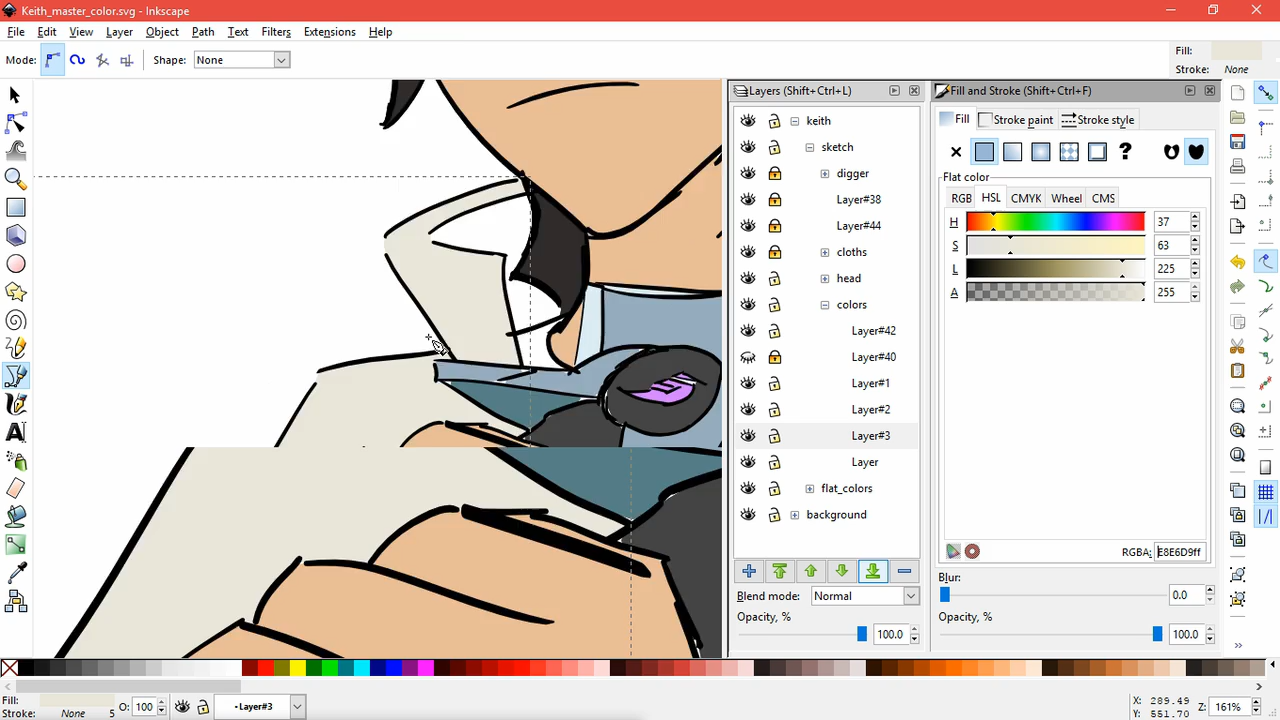 Keith_master_color.svg - Inkscape
File Edit View Layer Object Path Text Filters Extensions Help
Mode: Shape: None
Fill:
Stroke: None
Layers (Shift+Ctrl+L)
keith
sketch
digger
Layer#38
Layer#44
cloths
head
colors
Layer#42
Layer#40
Layer#1
Layer#2
Layer#3
Layer
flat_colors
background
Blend mode: Normal
Opacity, %
100.0
Fill and Stroke (Shift+Ctrl+F)
Fill Stroke paint Stroke style
?
Flat color
RGB HSL CMYK Wheel CMS
H 37
S 63
L 225
A 255
RGBA: E8E6D9ff
Blur:
0.0
Opacity, %
100.0
Fill:
Stroke: None 5
O: 100
•Layer#3
X: 289.49
Y: 551.70
Z: 161%